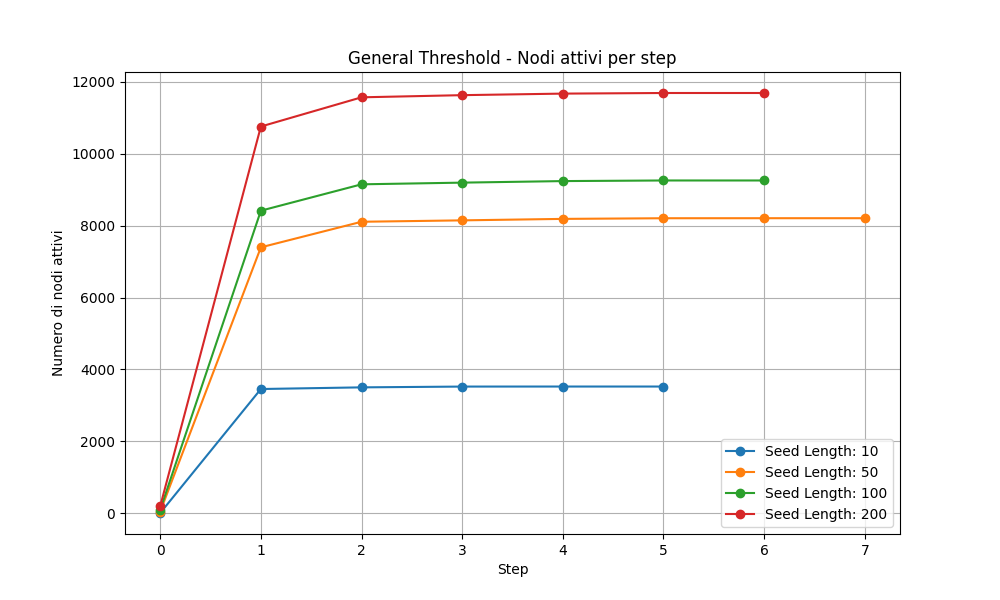 General Threshold - Nodi attivi per step
Numero di nodi attivi
12000
10000
8000
6000
4000
2000
0
0 1 2 3 4 5 6 7
Step
Seed Length: 10
Seed Length: 50
Seed Length: 100
Seed Length: 200